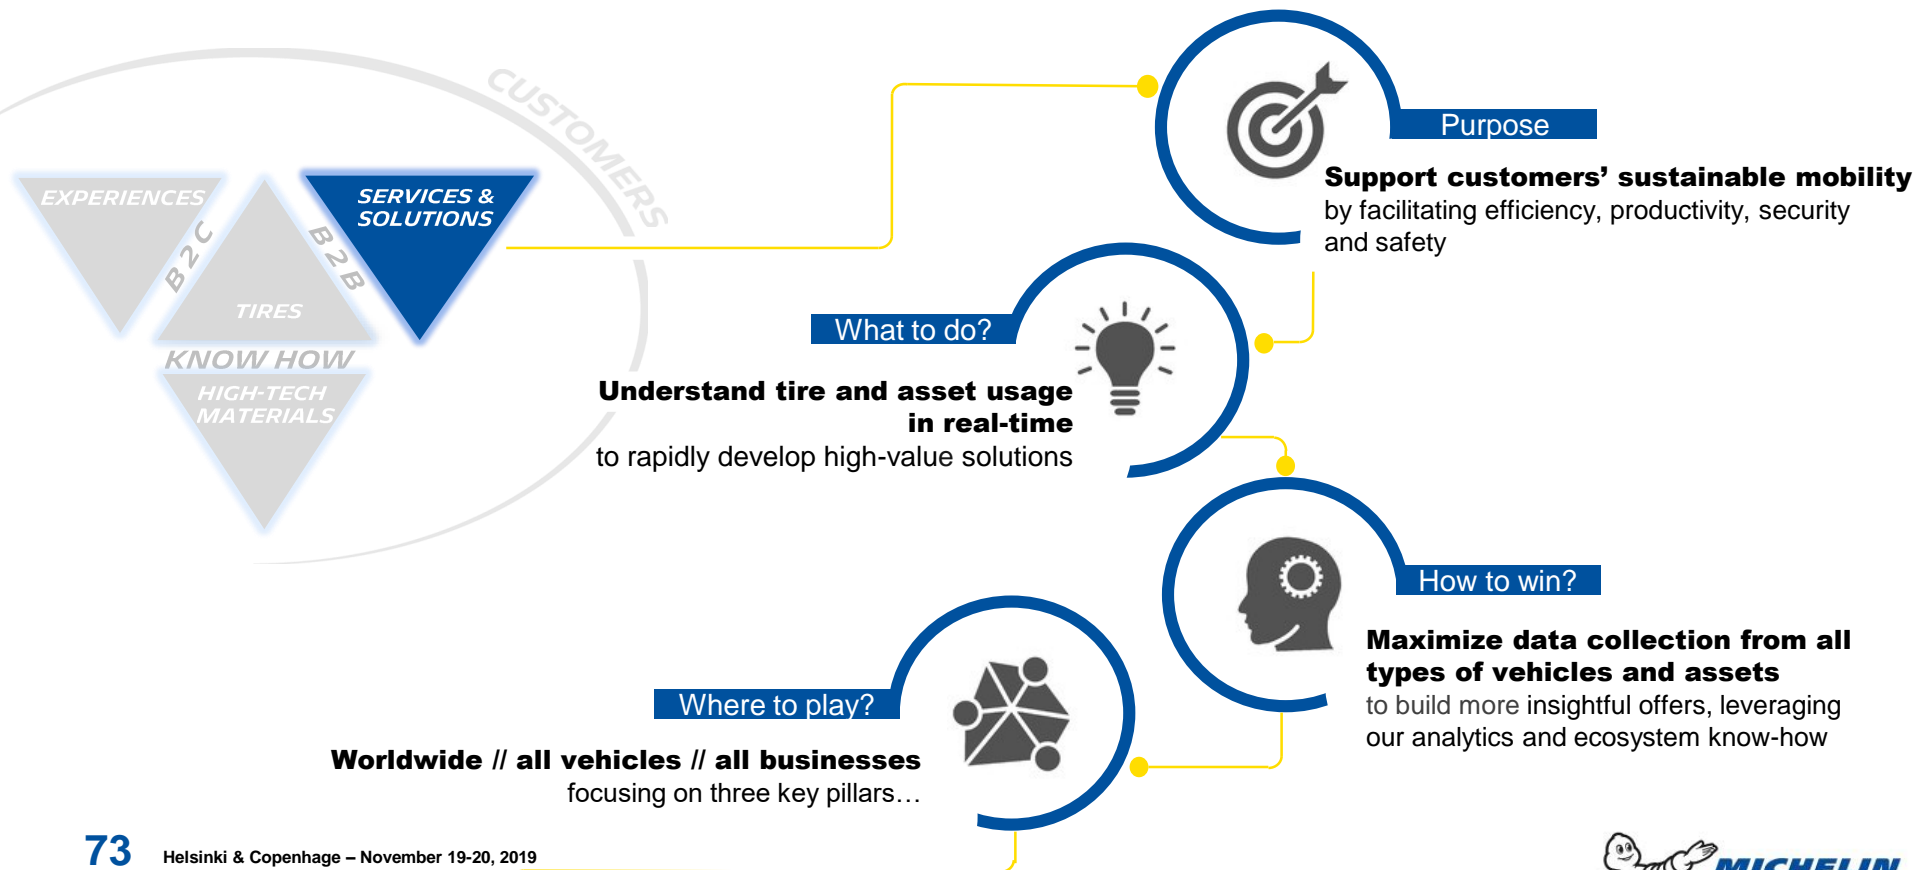 CUSTOMERS
EXPERIENCES
B2C
TIRES
B2B
SERVICES &
SOLUTIONS
KNOW HOW
HIGH-TECH
MATERIALS
Purpose
Support customers’ sustainable mobility
by facilitating efficiency, productivity, security
and safety
What to do?
Understand tire and asset usage
in real-time
to rapidly develop high-value solutions
How to win?
Maximize data collection from all
types of vehicles and assets
to build more insightful offers, leveraging
our analytics and ecosystem know-how
Where to play?
Worldwide // all vehicles // all businesses
focusing on three key pillars…
73
Helsinki & Copenhage – November 19-20, 2019
MICHELIN